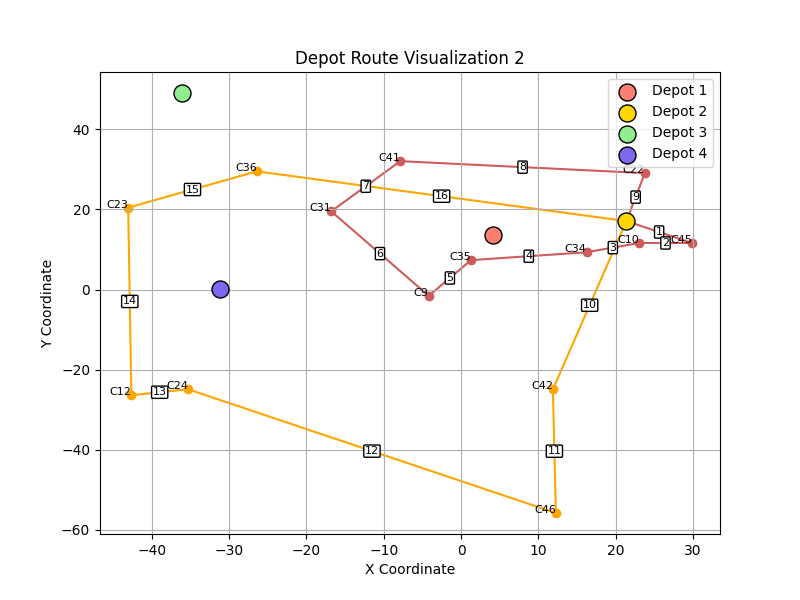 Depot Route Visualization 2
Depot 1
Depot 2
Depot 3
Depot 4
Y Coordinate
40
20
0
−20
−40
−60
C41
8
C22
C36
15
7
16
9
C23
C31
1
C10
2
C45
C34
3
C35
4
6
5
C9
14
10
C12
13
C24
C42
12
11
C46
−40
−30
−20
−10
0
10
20
30
X Coordinate